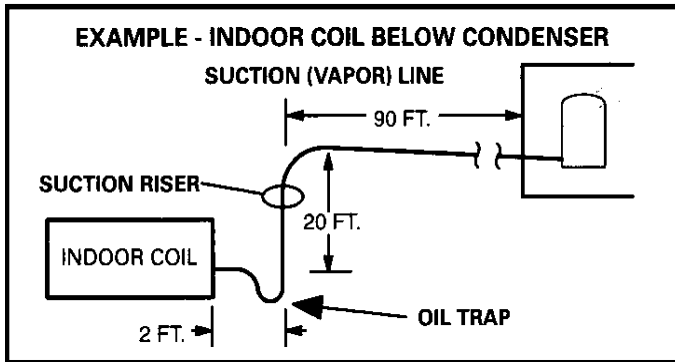 EXAMPLE - INDOOR COIL BELOW CONDENSER
SUCTION (VAPOR) LINE
90 FT.
SUCTION RISER
20 FT.
INDOOR COIL
OIL TRAP
2 FT.